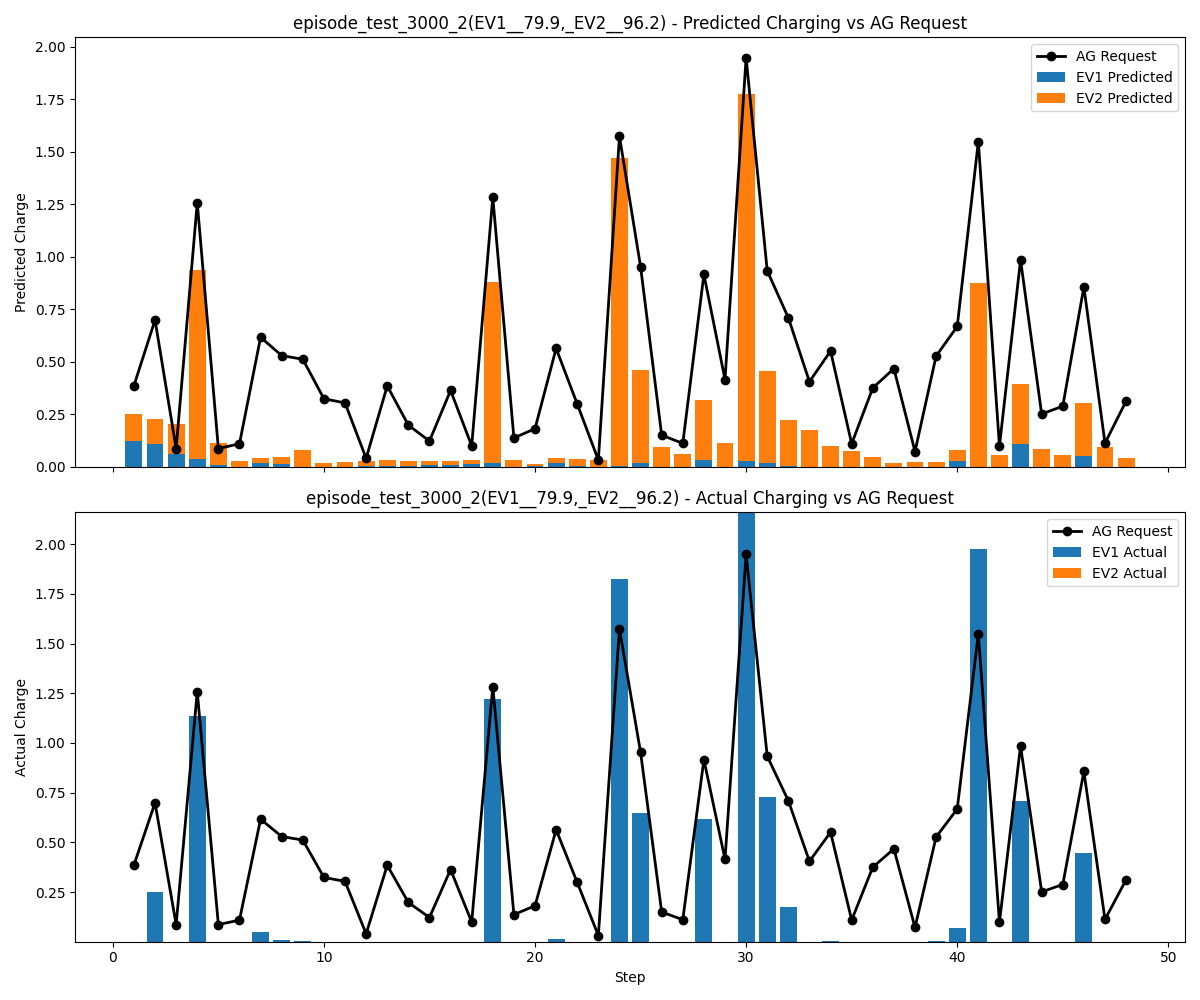 episode_test_3000_2(EV1__79.9,_EV2__96.2) - Predicted Charging vs AG Request
2.00
1.75
1.50
1.25
1.00
0.75
0.50
0.25
0.00
Predicted Charge
AG Request
EV1 Predicted
EV2 Predicted
episode_test_3000_2(EV1__79.9,_EV2__96.2) - Actual Charging vs AG Request
2.00
1.75
1.50
1.25
1.00
0.75
0.50
0.25
Actual Charge
AG Request
EV1 Actual
EV2 Actual
0
10
20
30
40
50
Step